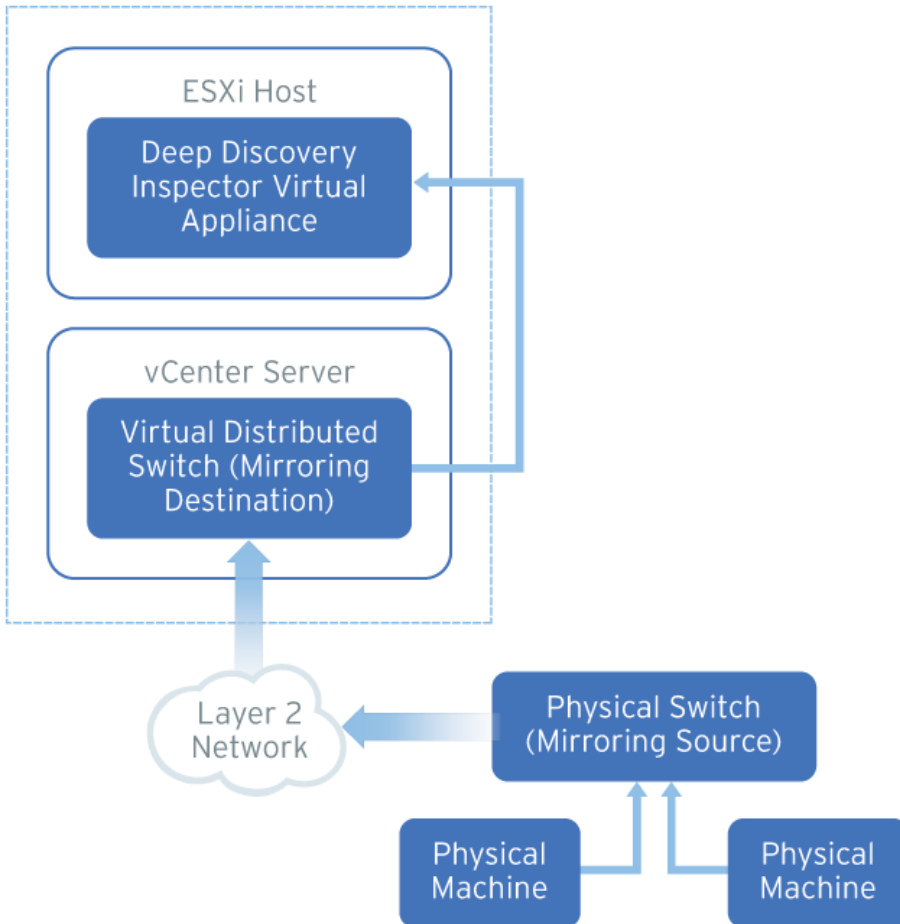 ESXi Host
Deep Discovery
Inspector Virtual
Appliance
vCenter Server
Virtual Distributed
Switch (Mirroring
Destination)
Layer 2
Network
Physical Switch
(Mirroring Source)
Physical
Machine
Physical
Machine